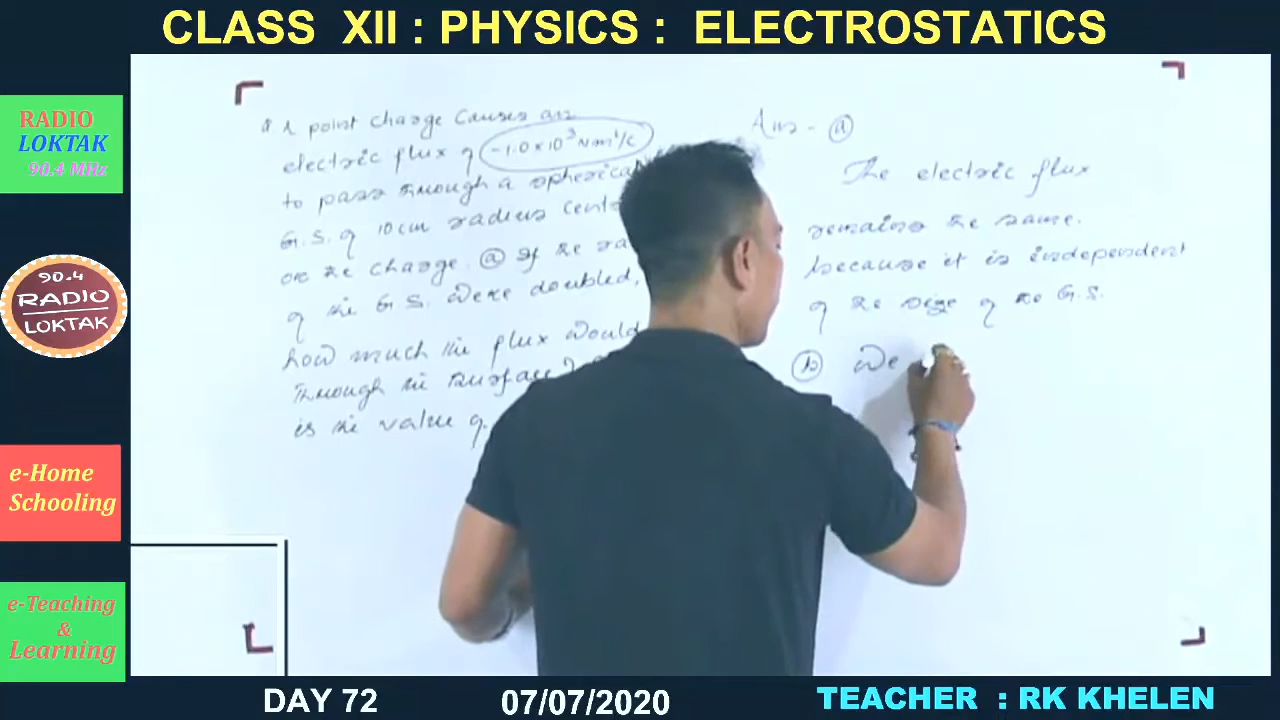 CLASS XII : PHYSICS : ELECTROSTATICS
RADIO
LOKTAK
90.4 MHz
90.4
RADIO
LOKTAK
e-Home
Schooling
e-Teaching
&
Learning
A point charge causes an
electric flux of -1.0 × 10³ Nm²/C
to pass through a spherical
G.S. of 10cm radius cent
on the charge. (a) If the ra
of the G.S. were doubled,
how much the flux would
through the surface?
is the value of
Ans - (a)
The electric flux
remains the same.
because it is independent
of the size of the G.S.
(b) We
DAY 72
07/07/2020
TEACHER : RK KHELEN